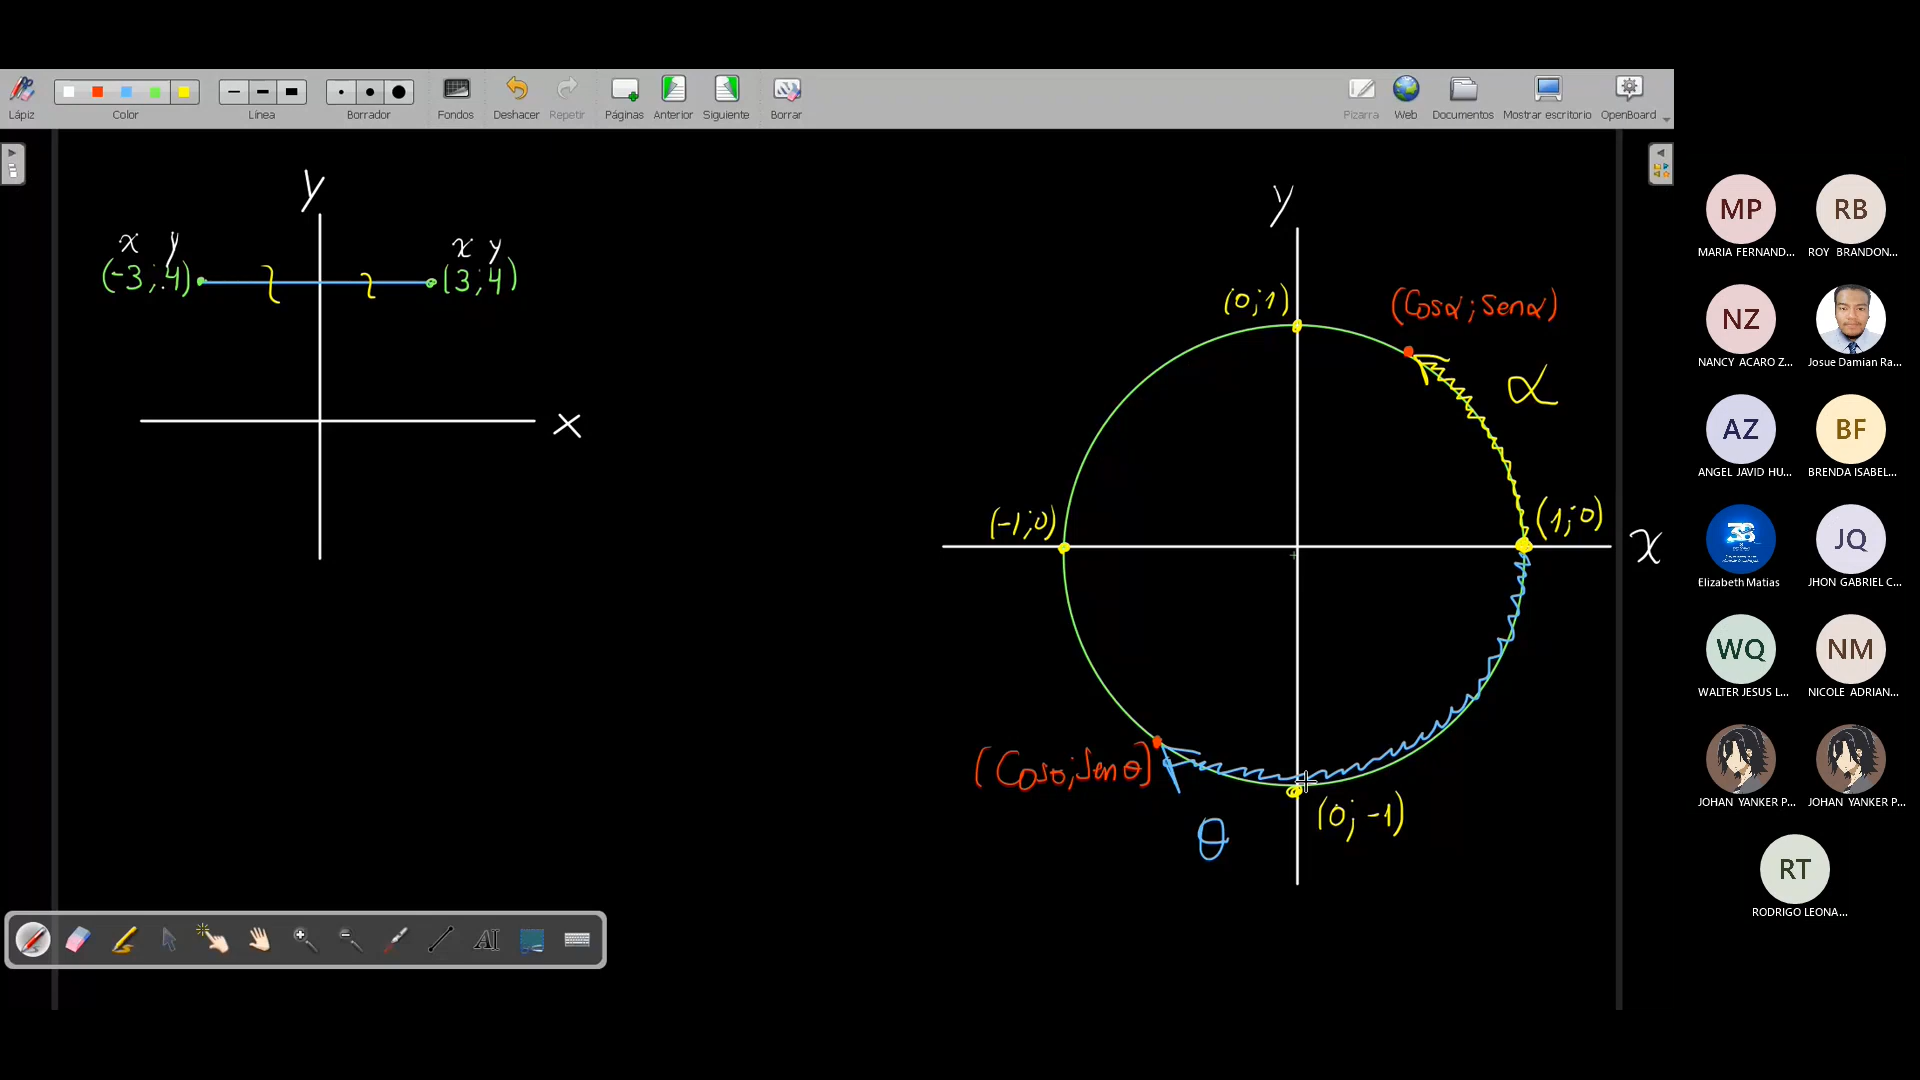 Lápiz
Color
Línea
Borrador
Fondos
Deshacer
Repetir
Páginas
Anterior
Siguiente
Borrar
Pizarra
Web
Documentos
Mostrar escritorio
OpenBoard
y
x y
(-3;4)
x y
(3;4)
x
y
(0;1)
(Cosα;Senα)
α
(-1;0)
(1;0)
x
(Cosθ;Senθ)
θ
(0;-1)
AI
MP
MARIA FERNAND...
RB
ROY BRANDON...
NZ
NANCY ACARO Z...
Josue Damian Ra...
AZ
ANGEL JAVID HU...
BF
BRENDA ISABEL...
38
Elizabeth Matias
JQ
JHON GABRIEL C...
WQ
WALTER JESUS L...
NM
NICOLE ADRIAN...
JOHAN YANKER P...
JOHAN YANKER P...
RT
RODRIGO LEONA...